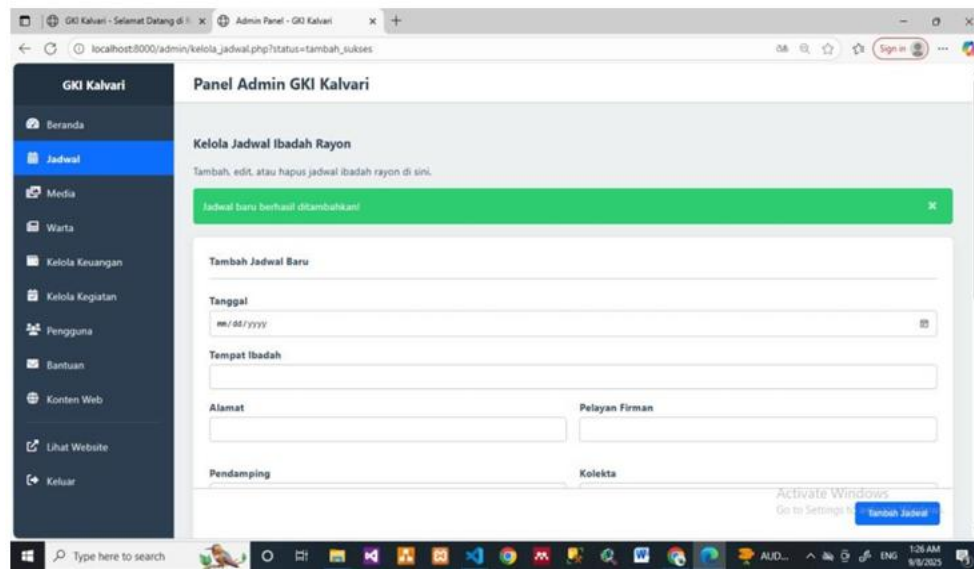 GKI Kalvari - Selamat Datang di
Admin Panel - GKI Kalvari
localhost:8000/admin/kelola_jadwal.php?status=tambah_sukses
Sign in
GKI Kalvari
Panel Admin GKI Kalvari
Beranda
Jadwal
Media
Warta
Kelola Keuangan
Kelola Kegiatan
Pengguna
Bantuan
Konten Web
Lihat Website
Keluar
Kelola Jadwal Ibadah Rayon
Tambah, edit, atau hapus jadwal ibadah rayon di sini.
Jadwal baru berhasil ditambahkan!
Tambah Jadwal Baru
Tanggal
mm/dd/yyyy
Tempat Ibadah
Alamat
Pelayan Firman
Pendamping
Kolekta
Activate Windows
Go to Settings
Tambah Jadwal
Type here to search
AUD...
ENG
1:26 AM
9/8/2025